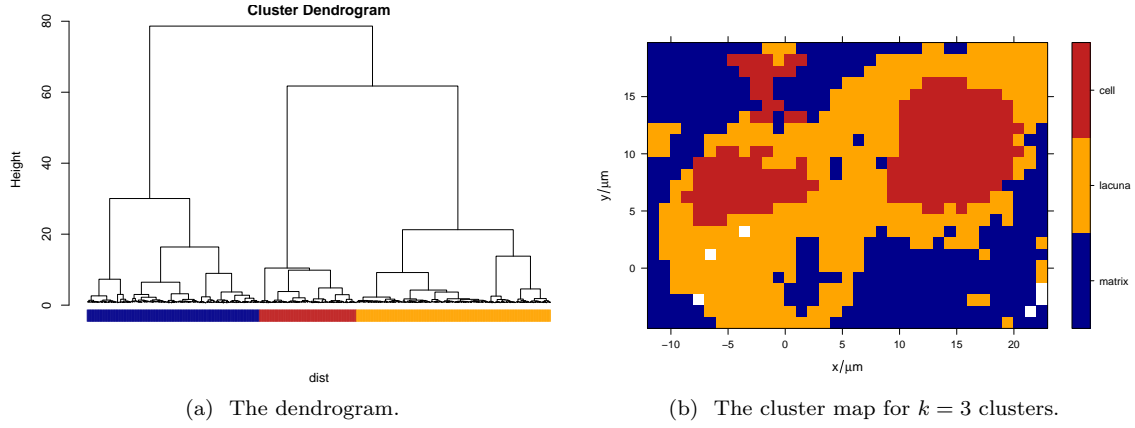 Cluster Dendrogram
80
60
40
20
0
Height
dist
(a) The dendrogram.
15
10
5
0
y/μm
−10
−5
0
5
10
15
20
x/μm
cell
lacuna
matrix
(b) The cluster map for k = 3 clusters.